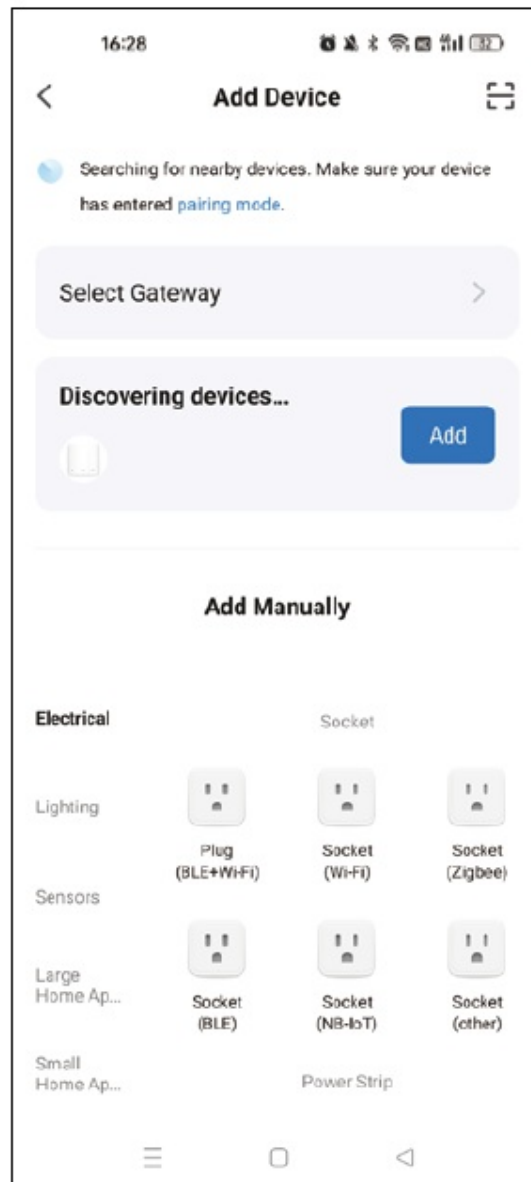 16:28
32
Add Device
Searching for nearby devices. Make sure your device
has entered pairing mode.
Select Gateway
Discovering devices...
Add
Add Manually
Electrical
Socket
Lighting
Plug
(BLE+Wi-Fi)
Socket
(Wi-Fi)
Socket
(Zigbee)
Sensors
Large
Home Ap...
Socket
(BLE)
Socket
(NB-IoT)
Socket
(other)
Small
Home Ap...
Power Strip